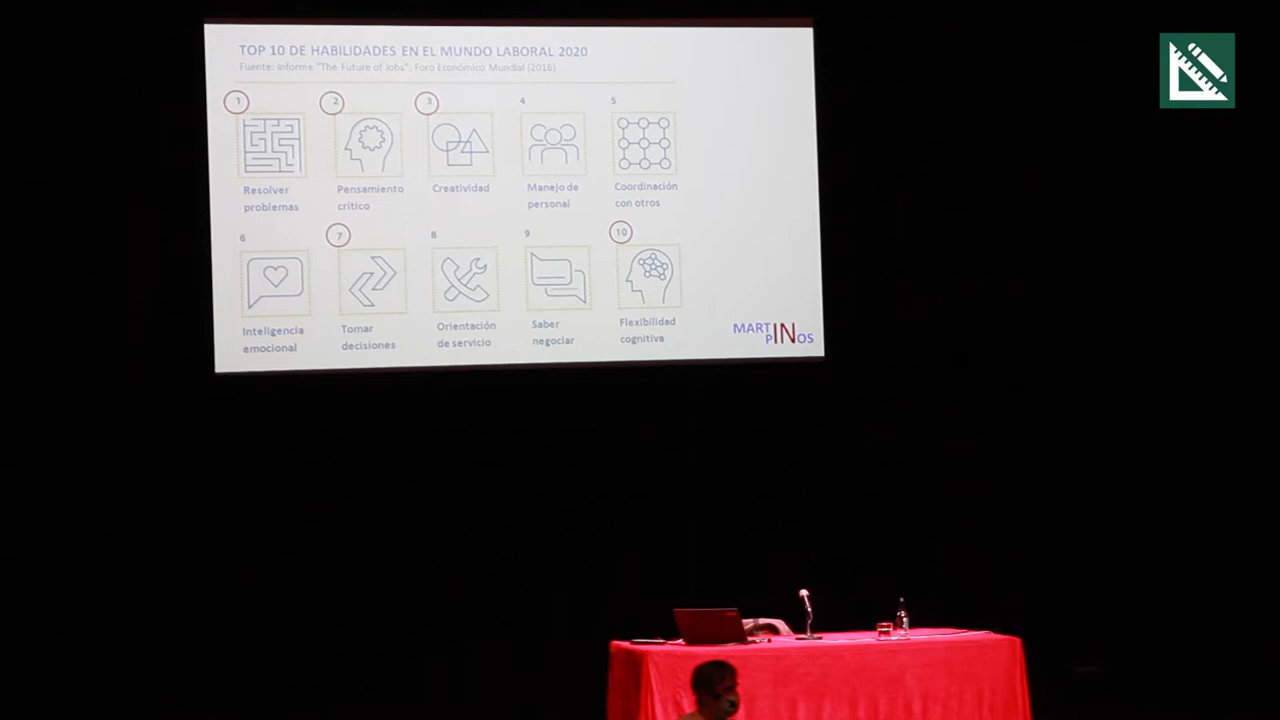 TOP 10 DE HABILIDADES EN EL MUNDO LABORAL 2020
Fuente: Informe "The Future of Jobs". Foro Económico Mundial (2016)
1 2 3 4 5
Resolver problemas
Pensamiento crítico
Creatividad
Manejo de personal
Coordinación con otros
6 7 8 9 10
Inteligencia emocional
Tomar decisiones
Orientación de servicio
Saber negociar
Flexibilidad cognitiva
MARTINOS
PINOS